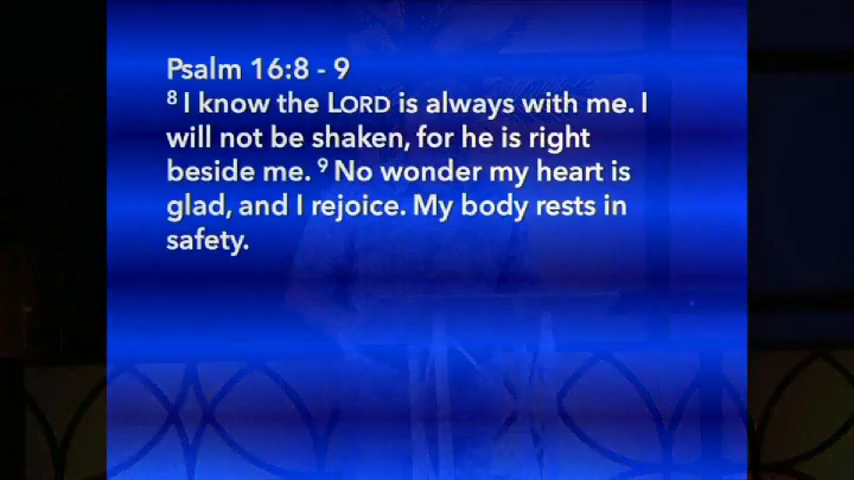 Psalm 16:8 - 9
⁸ I know the LORD is always with me. I
will not be shaken, for he is right
beside me. ⁹ No wonder my heart is
glad, and I rejoice. My body rests in
safety.